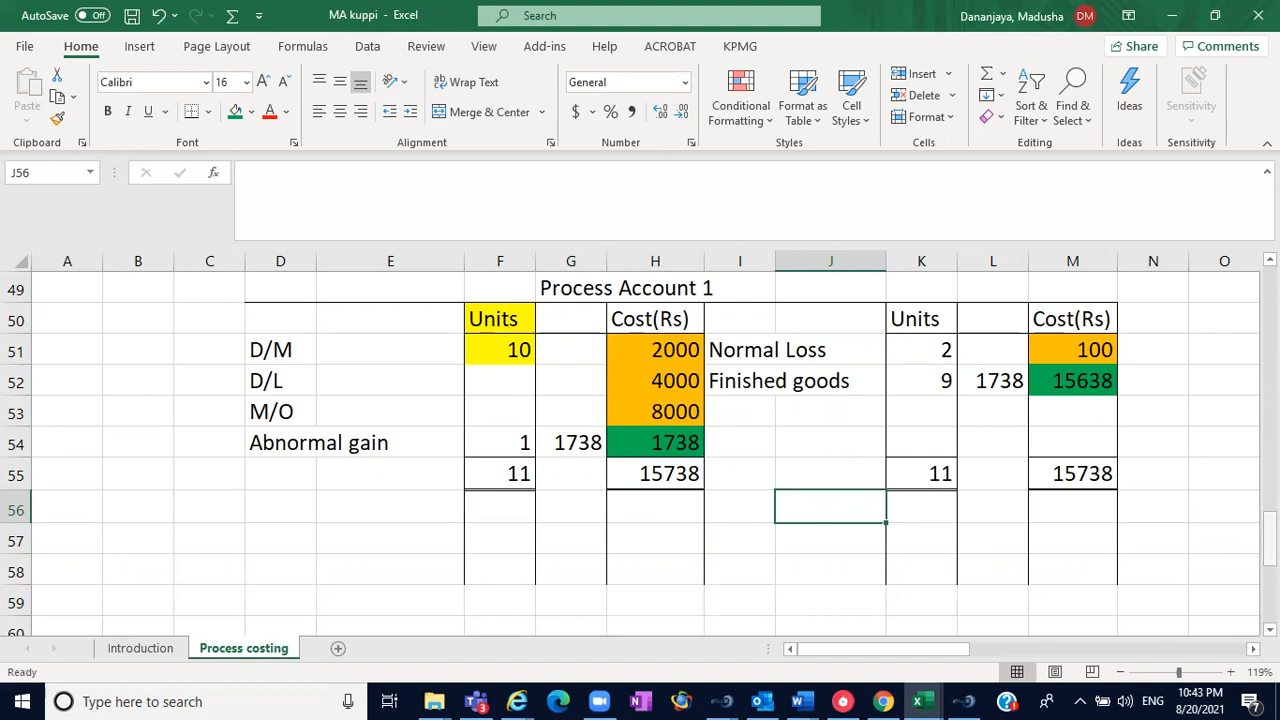 AutoSave Off MA kuppi - Excel Search Dananjaya, Madusha DM
File Home Insert Page Layout Formulas Data Review View Add-ins Help ACROBAT KPMG Share Comments
Paste Calibri 16 A A Wrap Text General Conditional Formatting Format as Table Cell Styles Insert Sort & Filter Find & Select Ideas Sensitivity
B I U A Merge & Center $ % , Delete
Format
Clipboard Font Alignment Number Styles Cells Editing Ideas Sensitivity
J56 fx
A B C D E F G H I J K L M N O
49 Process Account 1
50 Units Cost(Rs) Units Cost(Rs)
51 D/M 10 2000 Normal Loss 2 100
52 D/L 4000 Finished goods 9 1738 15638
53 M/O 8000
54 Abnormal gain 1 1738 1738
55 11 15738 11 15738
56
57
58
59
60
Introduction Process costing
Ready 119%
Type here to search 3 ENG 10:43 PM
8/20/2021 7